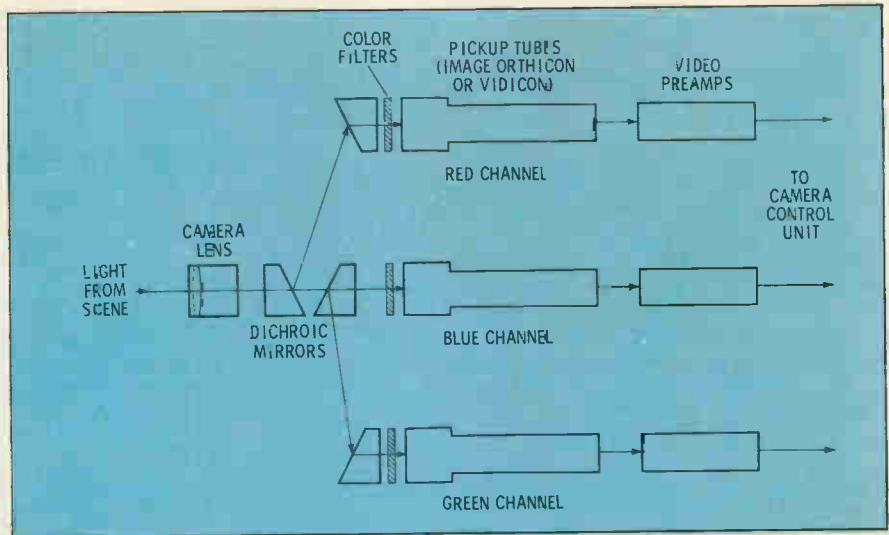 COLOR
FILTERS
PICKUP TUBES
(IMAGE ORTHICON
OR VIDICON)
VIDEO
PREAMPS
RED CHANNEL
TO
CAMERA
CONTROL
UNIT
CAMERA
LENS
LIGHT
FROM
SCENE
DICHROIC
MIRRORS
BLUE CHANNEL
GREEN CHANNEL